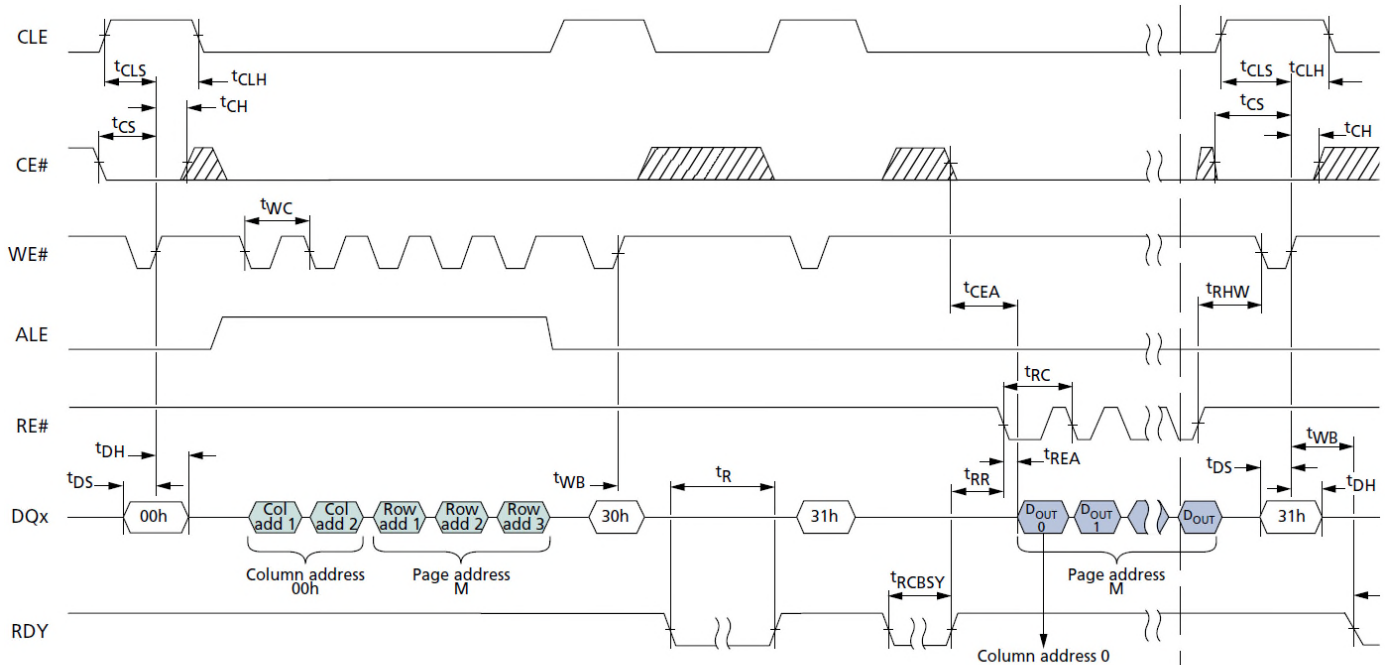 CLE
tCLS
tCLH
tCLS
tCLH
tCH
tCS
tCS
tCH
CE#
tWC
WE#
tCEA
tRHW
ALE
tRC
RE#
tDH
tWB
tDS
tWB
tR
tRR
tREA
tDS
tDH
DQx
00h
Col add 1
Col add 2
Row add 1
Row add 2
Row add 3
30h
31h
DOUT 0
DOUT 1
DOUT
31h
Column address
00h
Page address
M
tRCBSY
Page address
M
RDY
Column address 0